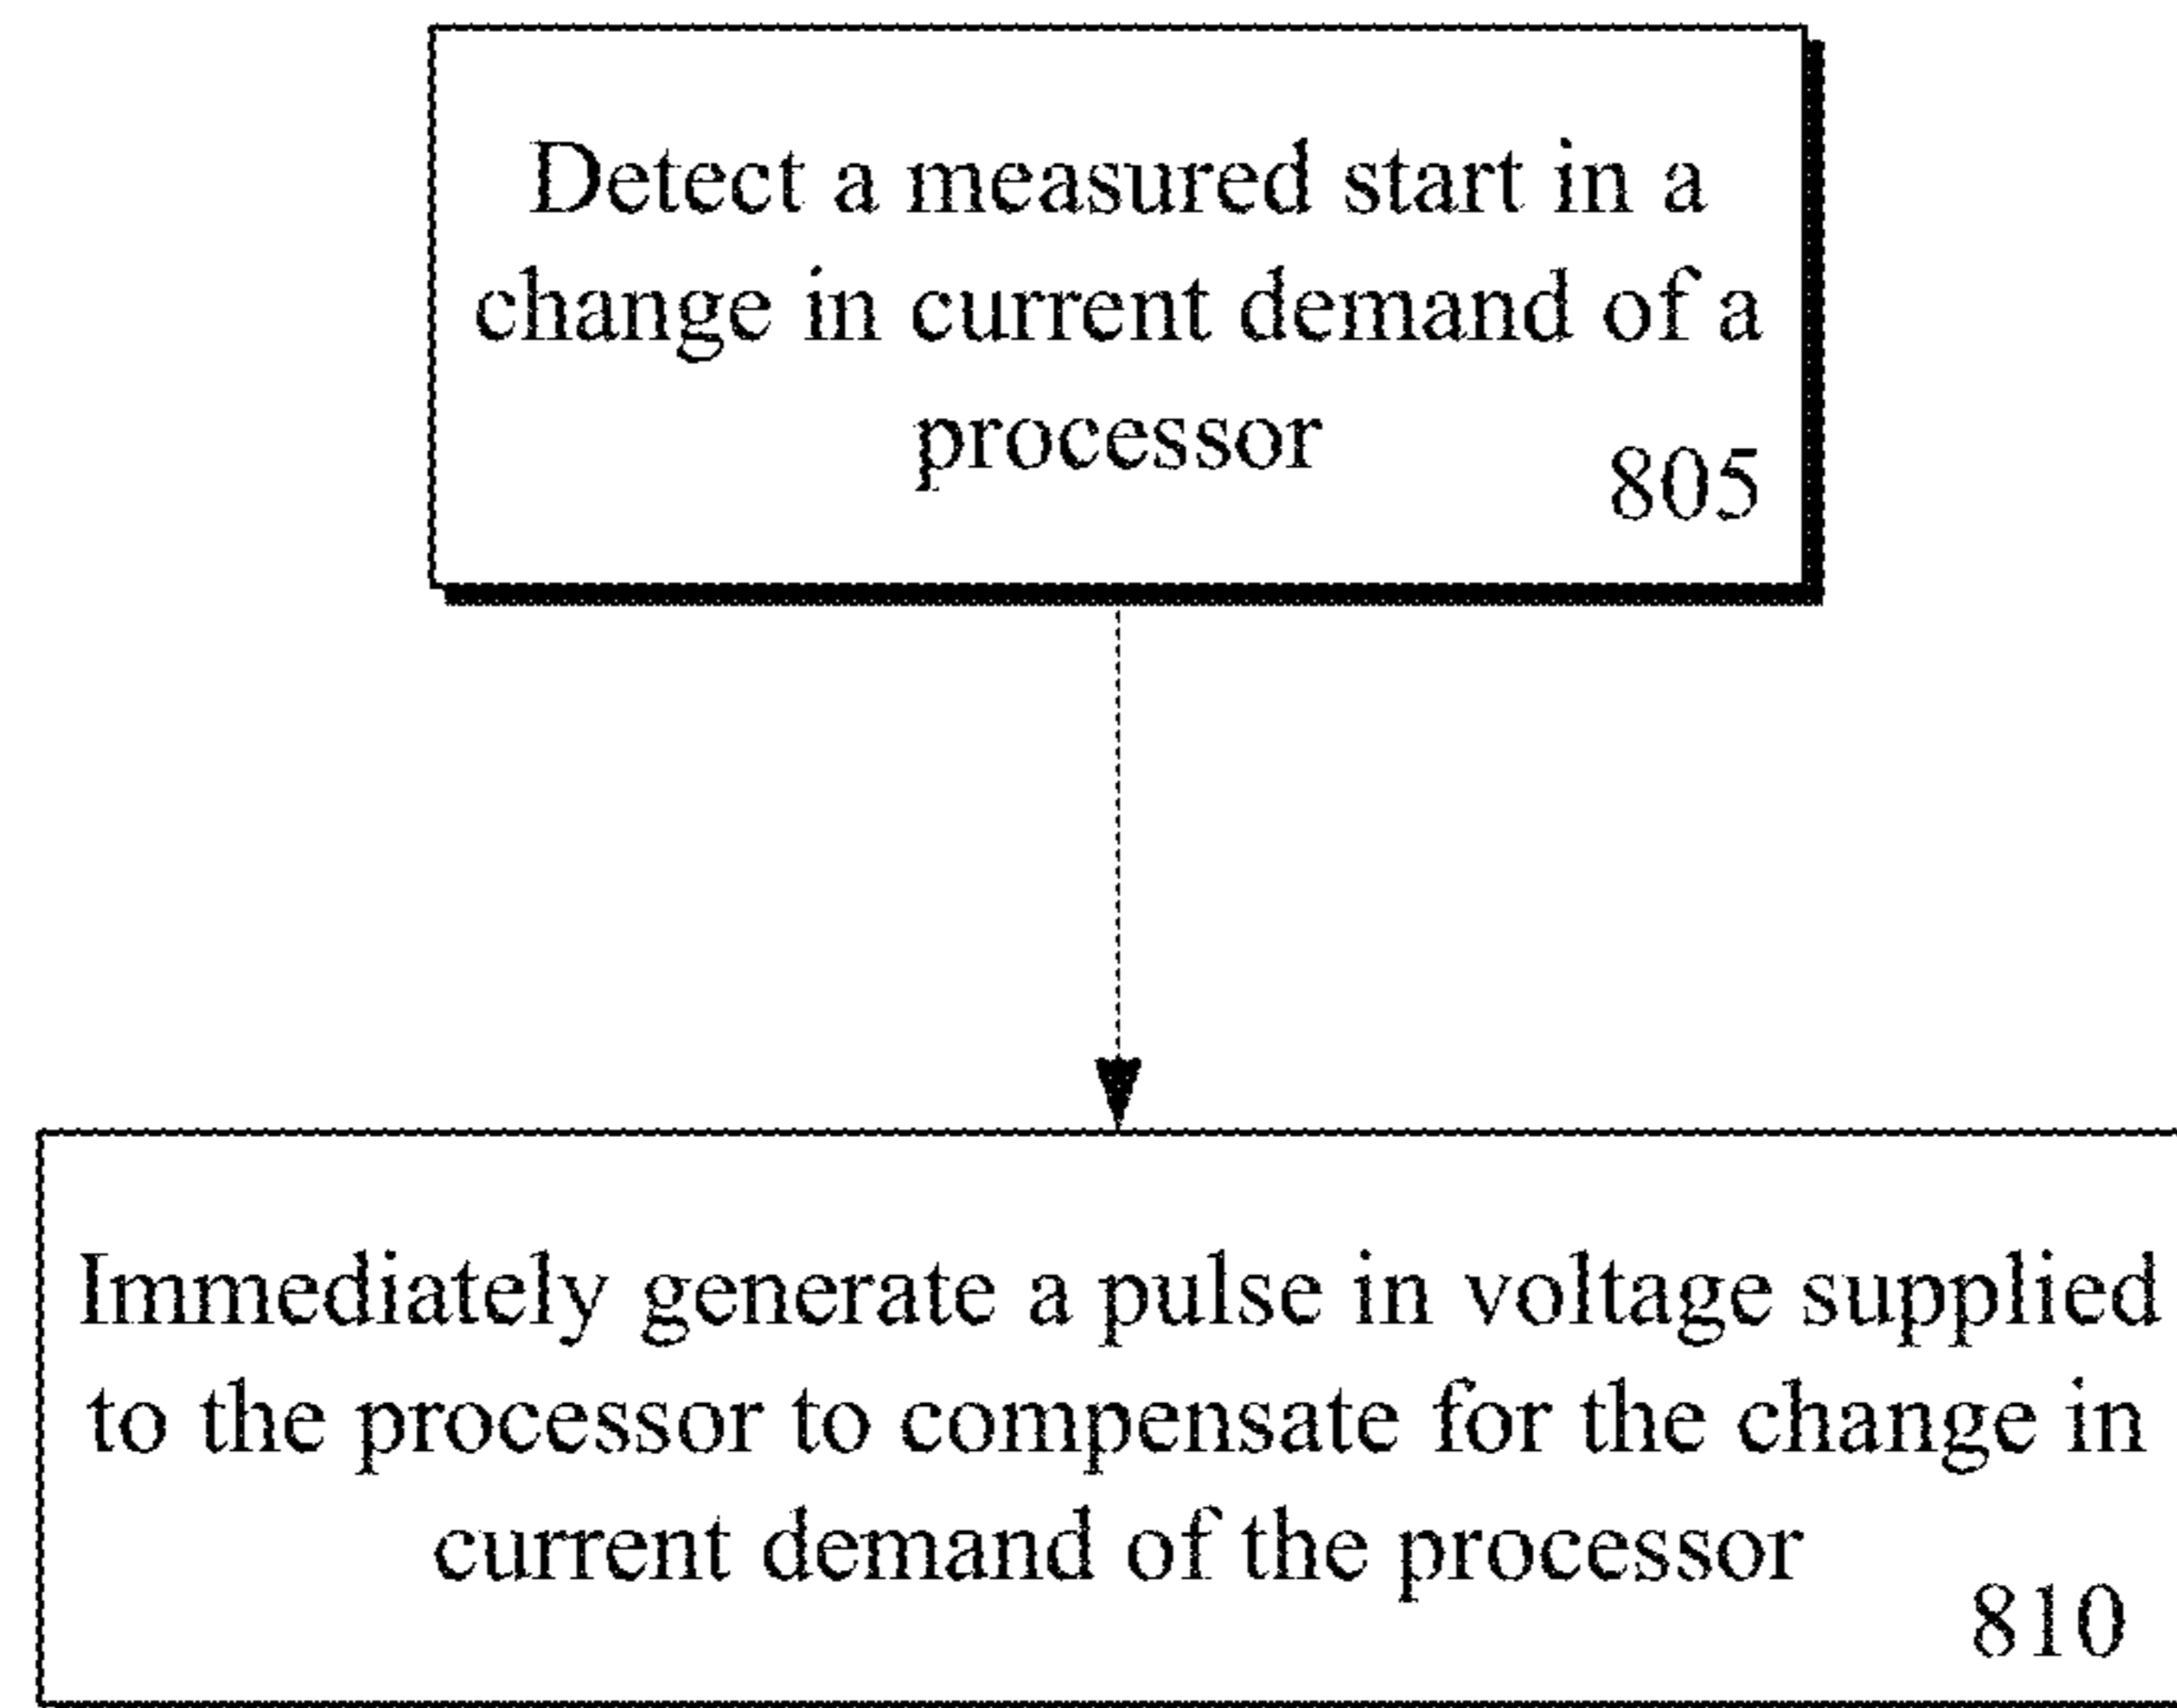 Detect a measured start in a
change in current demand of a
processor
805
Immediately generate a pulse in voltage supplied
to the processor to compensate for the change in
current demand of the processor
810